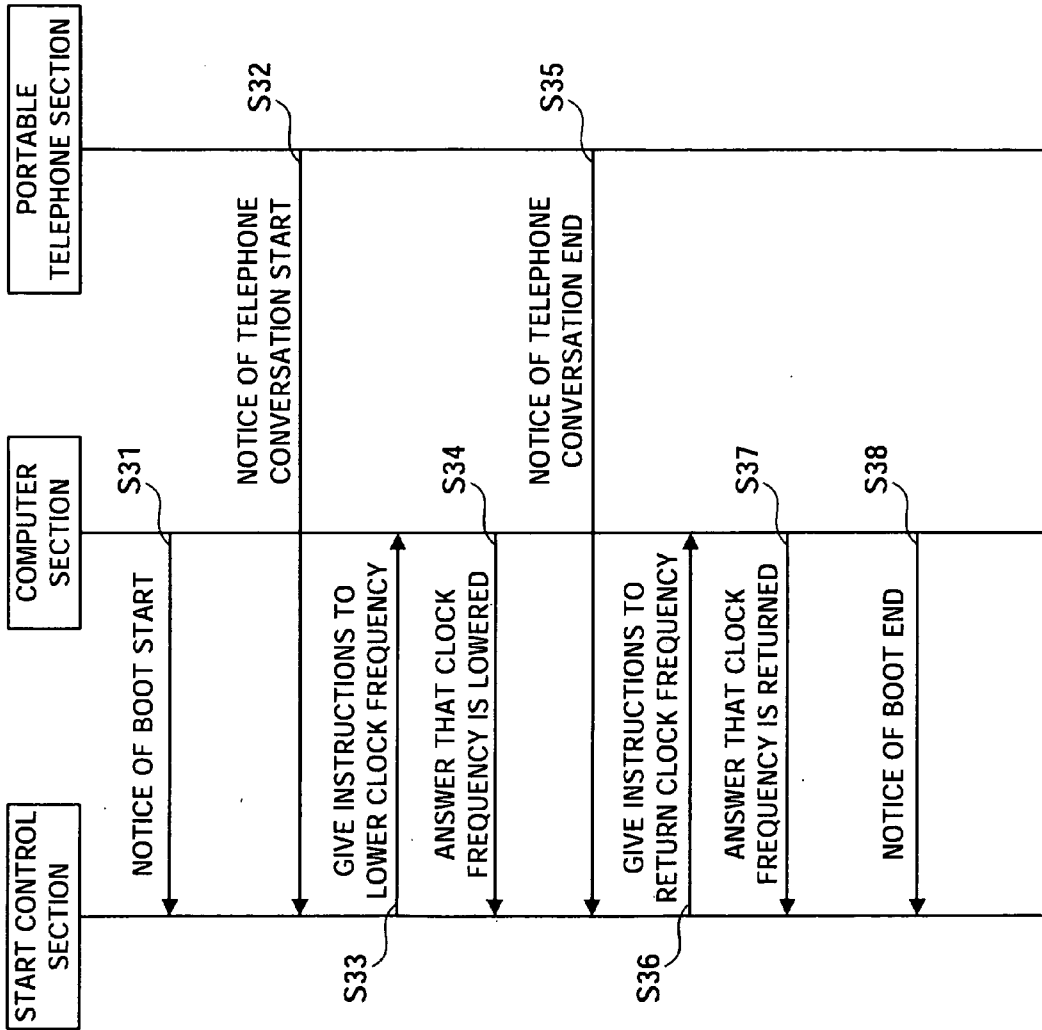 START CONTROL
SECTION
COMPUTER
SECTION
PORTABLE
TELEPHONE SECTION
S31
NOTICE OF BOOT START
S32
NOTICE OF TELEPHONE
CONVERSATION START
S33
GIVE INSTRUCTIONS TO
LOWER CLOCK FREQUENCY
S34
ANSWER THAT CLOCK
FREQUENCY IS LOWERED
S35
NOTICE OF TELEPHONE
CONVERSATION END
S36
GIVE INSTRUCTIONS TO
RETURN CLOCK FREQUENCY
S37
ANSWER THAT CLOCK
FREQUENCY IS RETURNED
S38
NOTICE OF BOOT END